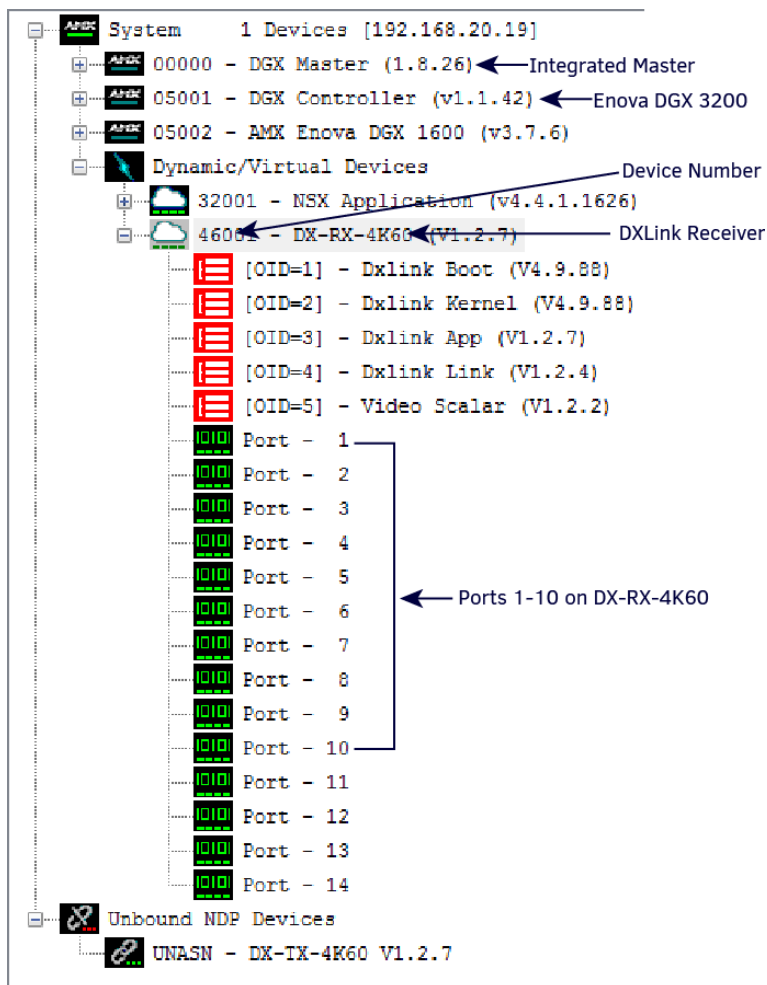 AMX System 1 Devices [192.168.20.19]
AMX 00000 - DGX Master (1.8.26) Integrated Master
AMX 05001 - DGX Controller (v1.1.42) Enova DGX 3200
AMX 05002 - AMX Enova DGX 1600 (v3.7.6)
Dynamic/Virtual Devices
Device Number
32001 - NSX Application (v4.4.1.1626)
46001 - DX-RX-4K60 (V1.2.7) DXLink Receiver
[OID=1] - Dxlink Boot (V4.9.88)
[OID=2] - Dxlink Kernel (V4.9.88)
[OID=3] - Dxlink App (V1.2.7)
[OID=4] - Dxlink Link (V1.2.4)
[OID=5] - Video Scalar (V1.2.2)
Port - 1
Port - 2
Port - 3
Port - 4
Port - 5
Ports 1-10 on DX-RX-4K60
Port - 6
Port - 7
Port - 8
Port - 9
Port - 10
Port - 11
Port - 12
Port - 13
Port - 14
Unbound NDP Devices
UNASN - DX-TX-4K60 V1.2.7